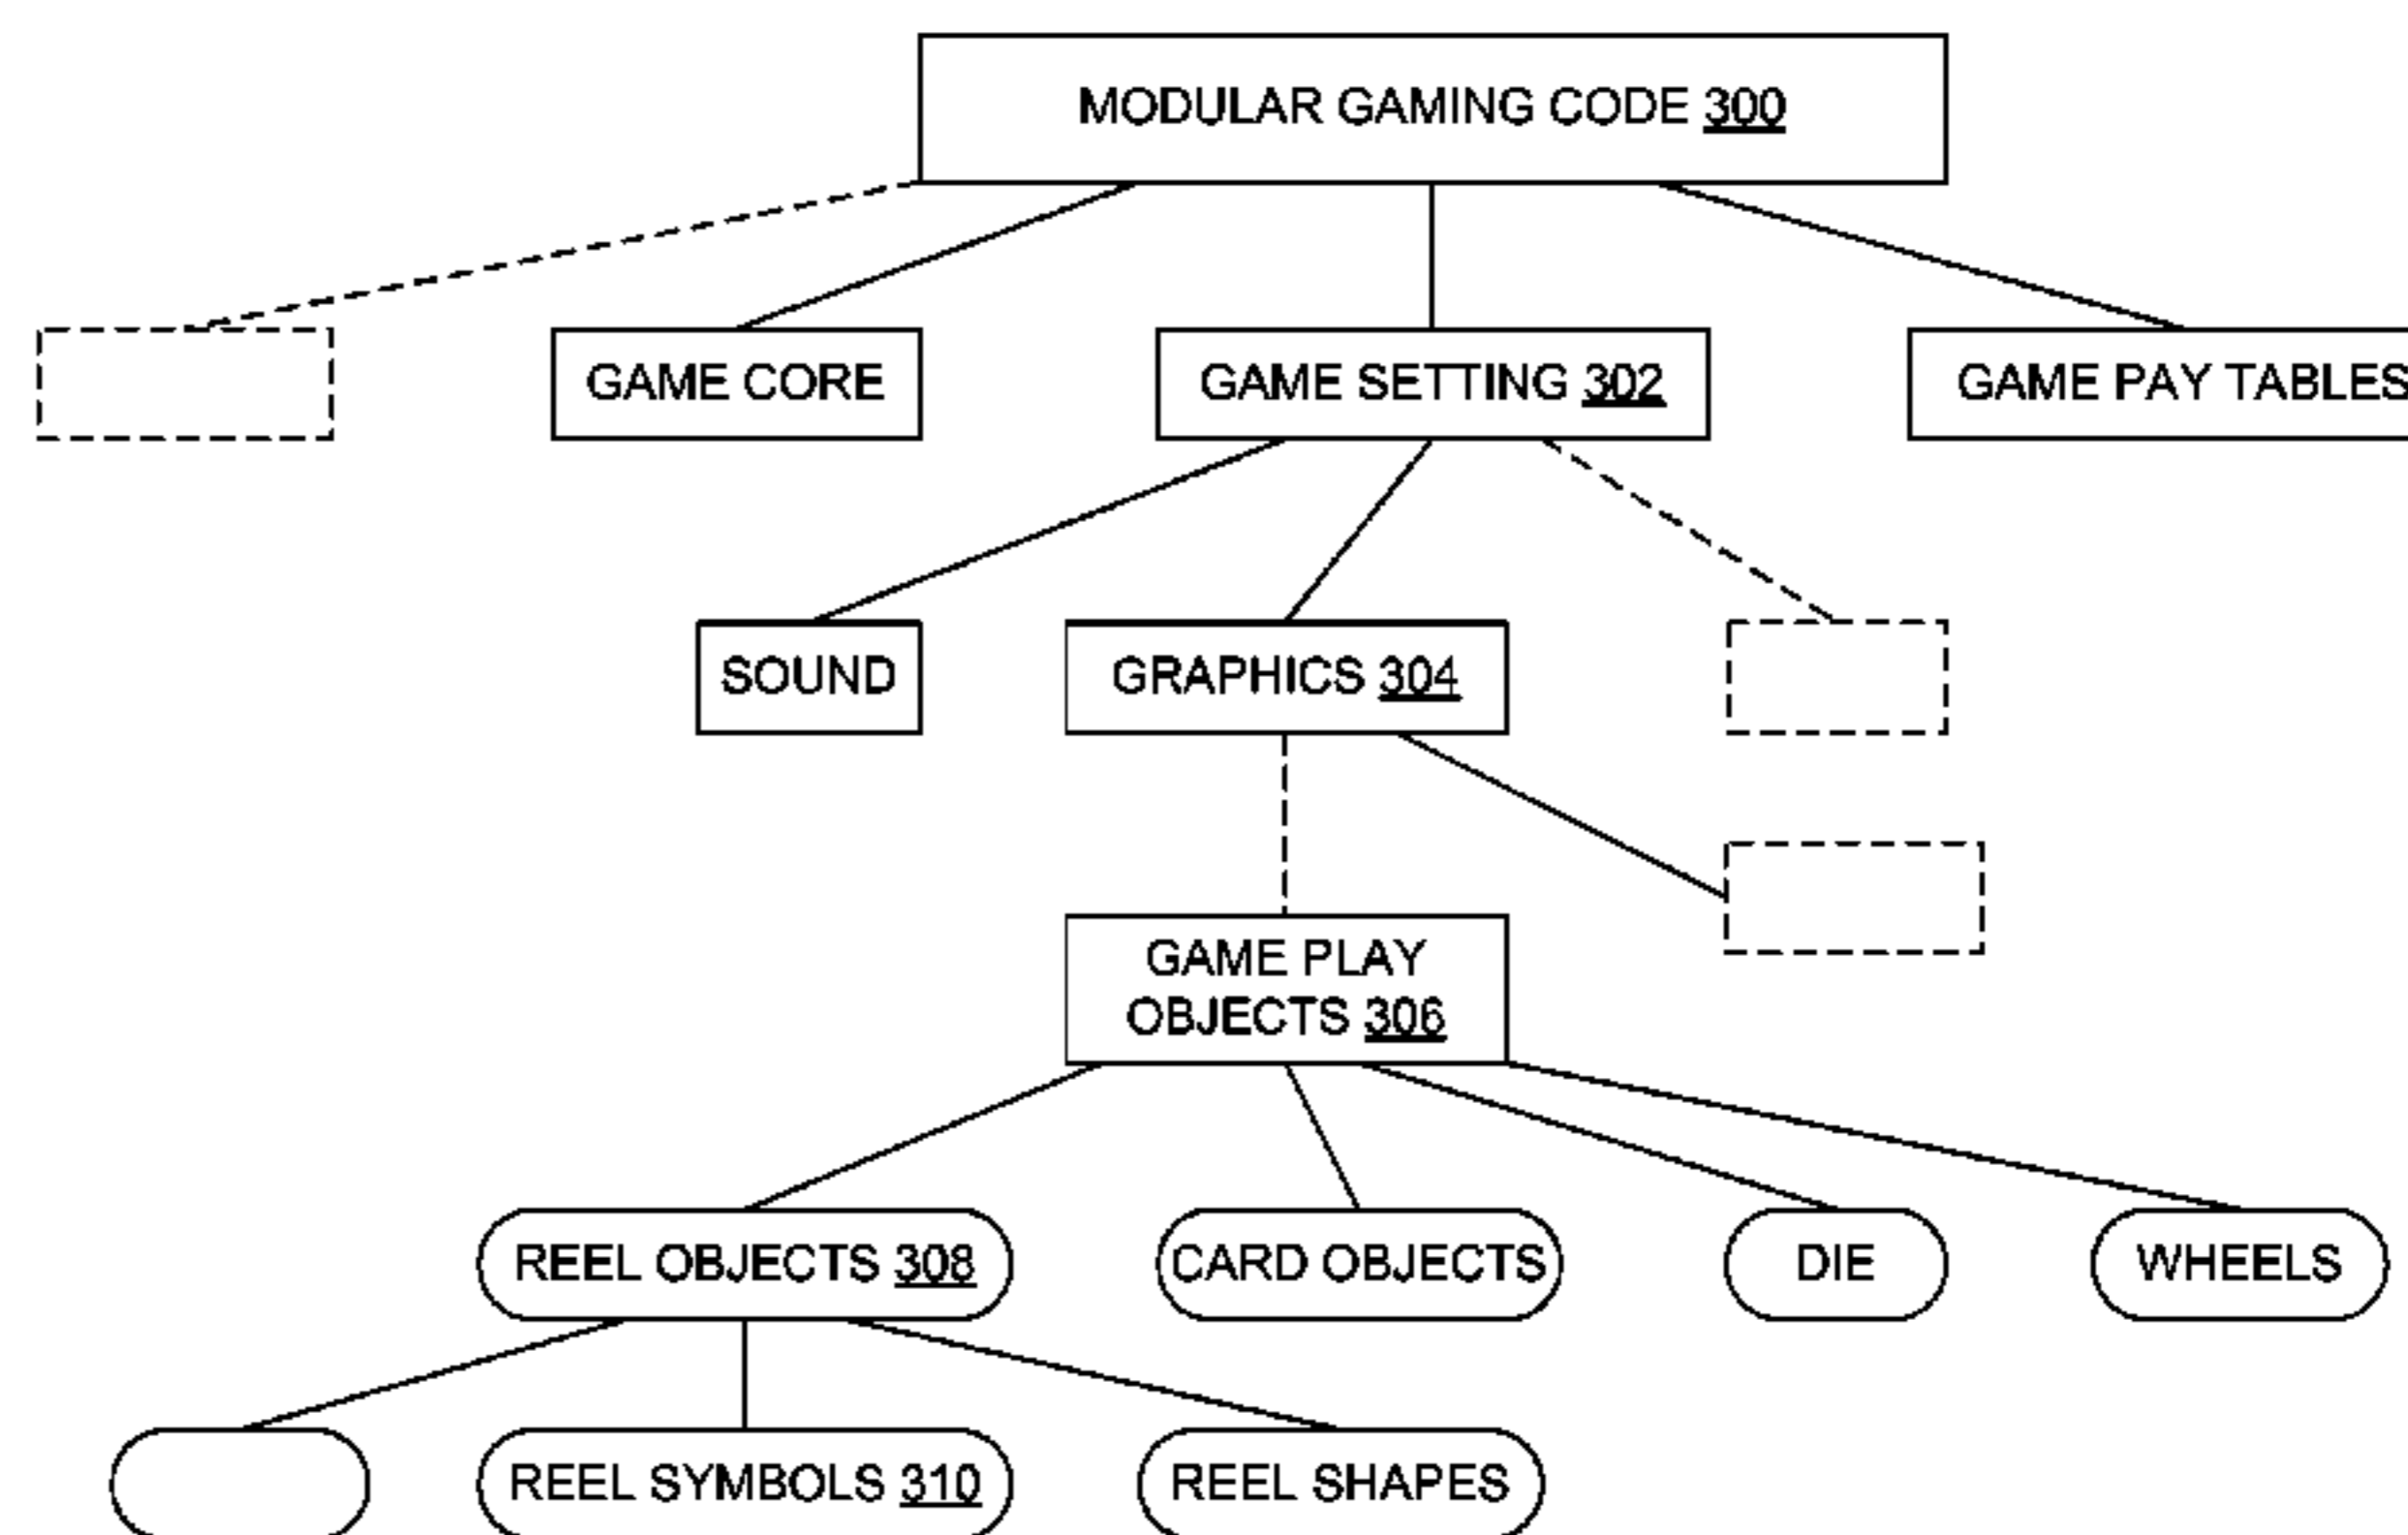 MODULAR GAMING CODE 300
GAME CORE
GAME SETTING 302
GAME PAY TABLES
SOUND
GRAPHICS 304
GAME PLAY
OBJECTS 306
REEL OBJECTS 308
CARD OBJECTS
DIE
WHEELS
REEL SYMBOLS 310
REEL SHAPES